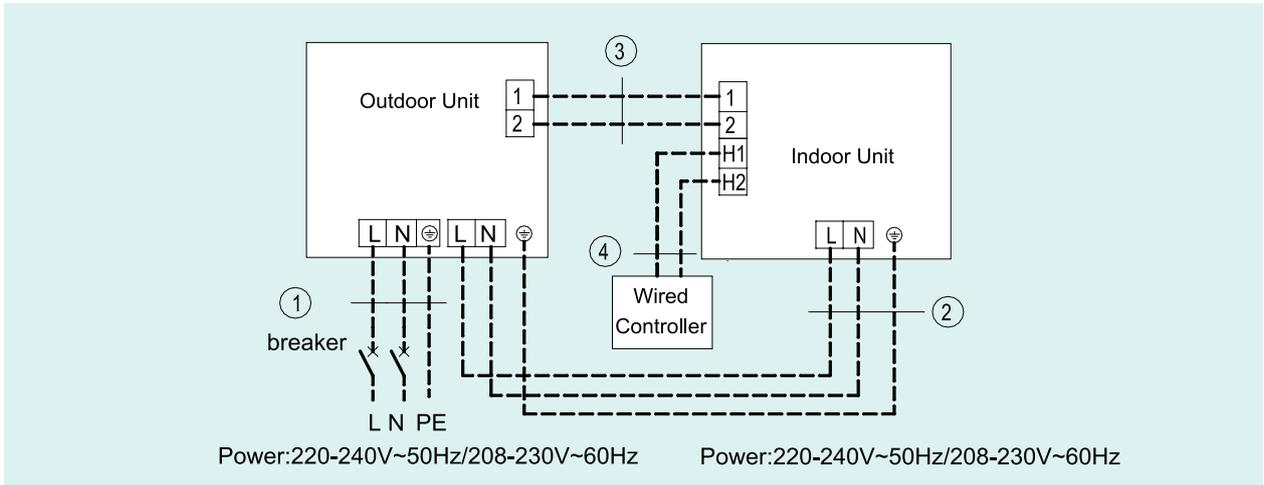 3
Outdoor Unit
1
2
1
2
H1
H2
Indoor Unit
L N L N
L N
4
Wired
Controller
1
2
breaker
L N PE
Power:220-240V~50Hz/208-230V~60Hz
Power:220-240V~50Hz/208-230V~60Hz